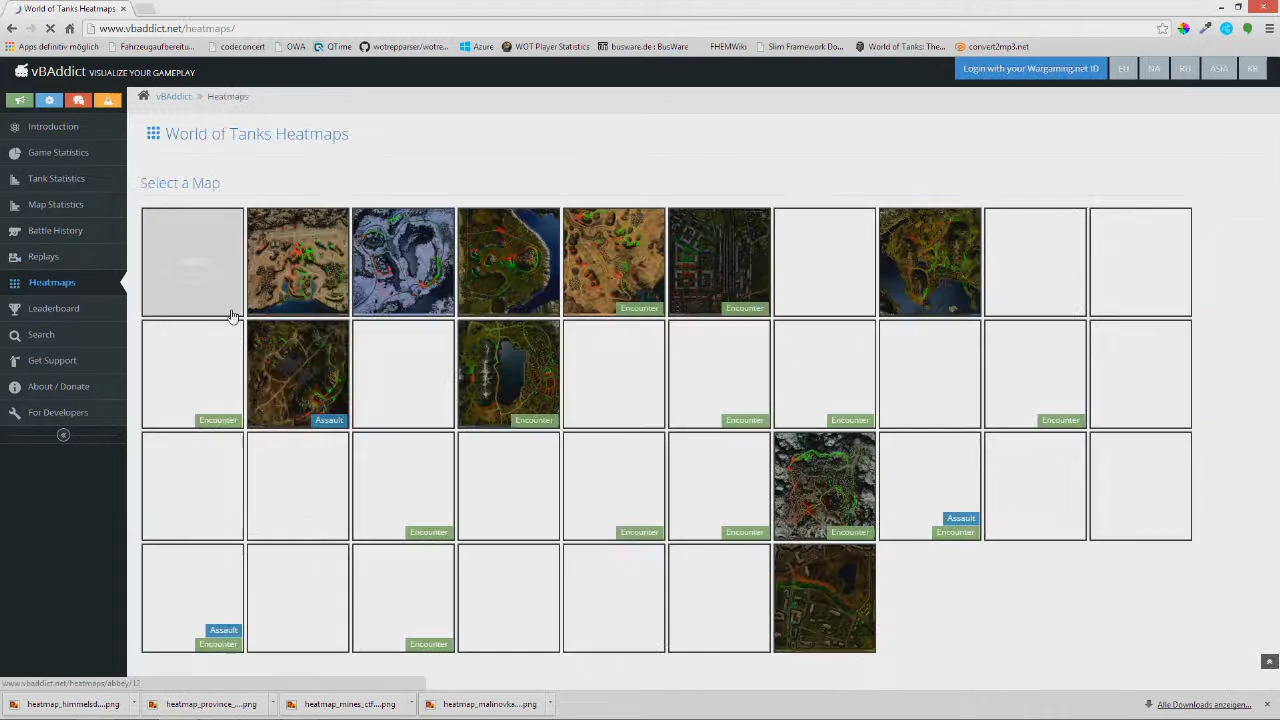 World of Tanks Heatmaps
www.vbaddict.net/heatmaps/
Apps definitiv möglich Fahrzeugaufbereitu... codeconvert OWA QTime wotrepparser/wotre... Azure WOT Player Statistics busware.de : BusWare FHEMWiki Slim Framework Do... World of Tanks: The... convert2mp3.net
vBAddict VISUALIZE YOUR GAMEPLAY
Login with your Wargaming.net ID EU NA RU ASIA KR
vBAddict » Heatmaps
Introduction
Game Statistics
Tank Statistics
Map Statistics
Battle History
Replays
Heatmaps
Leaderboard
Search
Get Support
About / Donate
For Developers
World of Tanks Heatmaps
Select a Map
Encounter Encounter
Encounter Assault Encounter Encounter Encounter Encounter
Assault
Encounter Encounter Encounter Encounter Encounter
Assault
Encounter Encounter
www.vbaddict.net/heatmaps/abbey/12
heatmap_himmelsd....png heatmap_province_....png heatmap_mines_ctf....png heatmap_malinovka....png Alle Downloads anzeigen...